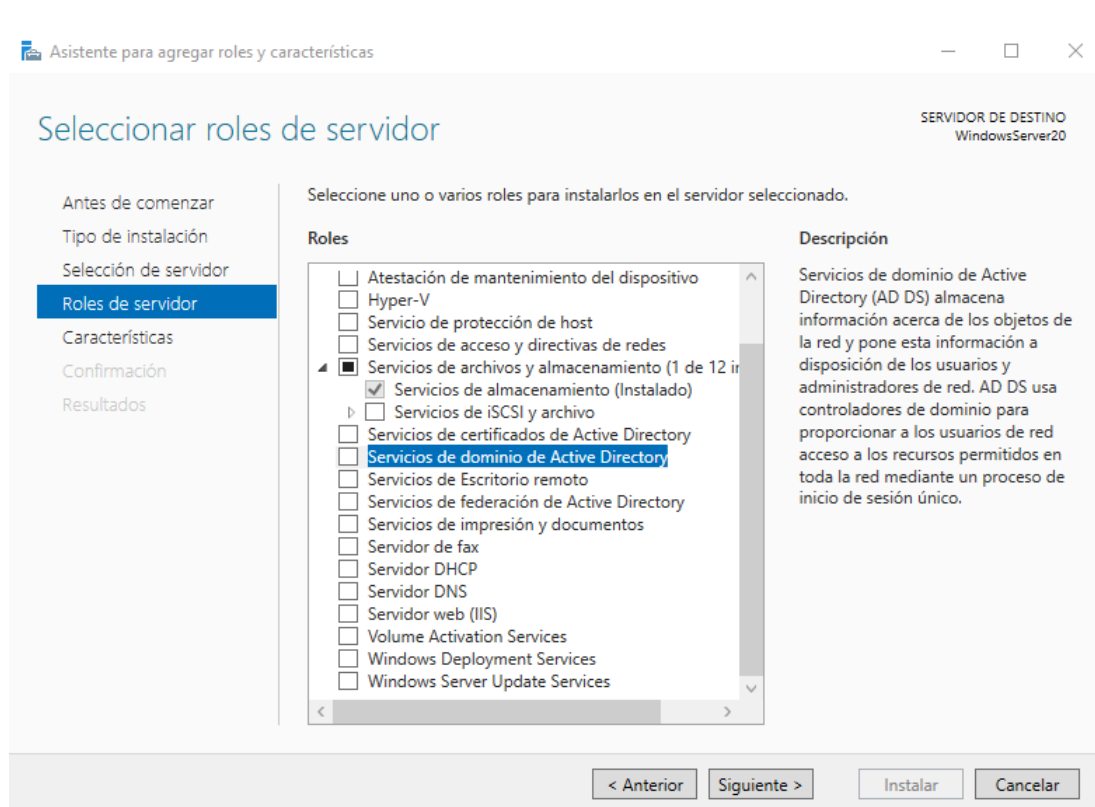 Asistente para agregar roles y características
Seleccionar roles de servidor
SERVIDOR DE DESTINO
WindowsServer20
Antes de comenzar
Tipo de instalación
Selección de servidor
Roles de servidor
Características
Confirmación
Resultados
Seleccione uno o varios roles para instalarlos en el servidor seleccionado.
Roles
Atestación de mantenimiento del dispositivo
Hyper-V
Servicio de protección de host
Servicios de acceso y directivas de redes
Servicios de archivos y almacenamiento (1 de 12 in
Servicios de almacenamiento (Instalado)
Servicios de iSCSI y archivo
Servicios de certificados de Active Directory
Servicios de dominio de Active Directory
Servicios de Escritorio remoto
Servicios de federación de Active Directory
Servicios de impresión y documentos
Servidor de fax
Servidor DHCP
Servidor DNS
Servidor web (IIS)
Volume Activation Services
Windows Deployment Services
Windows Server Update Services
Descripción
Servicios de dominio de Active
Directory (AD DS) almacena
información acerca de los objetos de
la red y pone esta información a
disposición de los usuarios y
administradores de red. AD DS usa
controladores de dominio para
proporcionar a los usuarios de red
acceso a los recursos permitidos en
toda la red mediante un proceso de
inicio de sesión único.
< Anterior
Siguiente >
Instalar
Cancelar